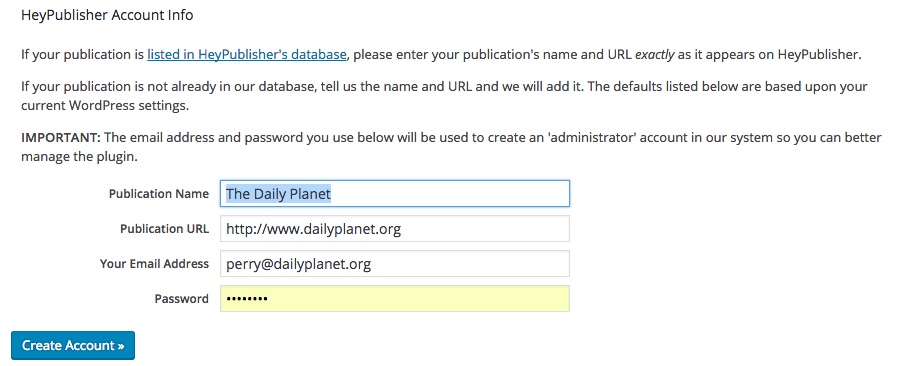 HeyPublisher Account Info
If your publication is listed in HeyPublisher's database, please enter your publication's name and URL exactly as it appears on HeyPublisher.
If your publication is not already in our database, tell us the name and URL and we will add it. The defaults listed below are based upon your
current WordPress settings.
IMPORTANT: The email address and password you use below will be used to create an 'administrator' account in our system so you can better
manage the plugin.
Publication Name The Daily Planet
Publication URL http://www.dailyplanet.org
Your Email Address perry@dailyplanet.org
Password ••••••••
Create Account »